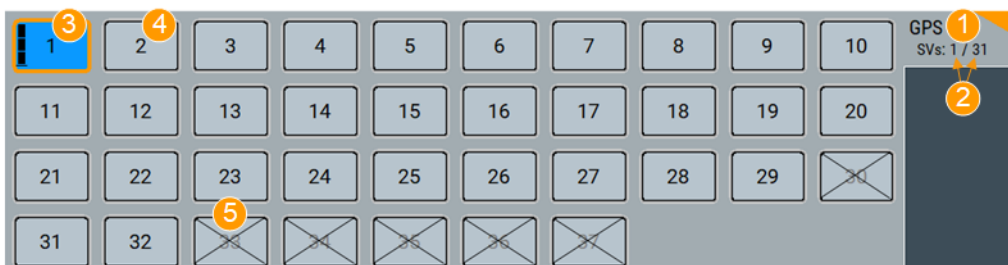 3 4 GPS 1
1 2 3 4 5 6 7 8 9 10 SVs: 1 / 31
2
11 12 13 14 15 16 17 18 19 20
21 22 23 24 25 26 27 28 29 30
5
31 32 33 34 35 36 37